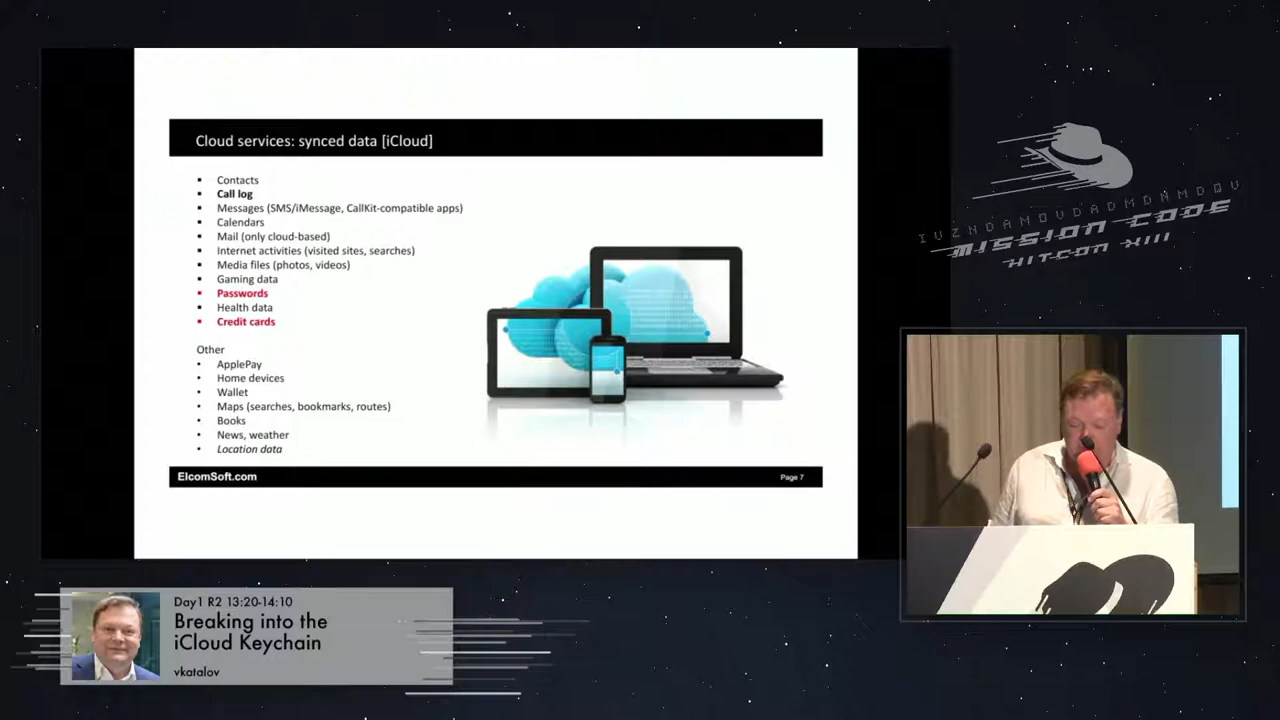 Cloud services: synced data [iCloud]
▪ Contacts
▪ Call log
▪ Messages (SMS/iMessage, CallKit-compatible apps)
▪ Calendars
▪ Mail (only cloud-based)
▪ Internet activities (visited sites, searches)
▪ Media files (photos, videos)
▪ Gaming data
▪ Passwords
▪ Health data
▪ Credit cards
Other
• ApplePay
• Home devices
• Wallet
• Maps (searches, bookmarks, routes)
• Books
• News, weather
• Location data
ElcomSoft.com
Page 7
IVZNDAMOVDADMDNAMDQV
MISSION CODE
HITCON XIII
Day1 R2 13:20-14:10
Breaking into the
iCloud Keychain
vkatalov